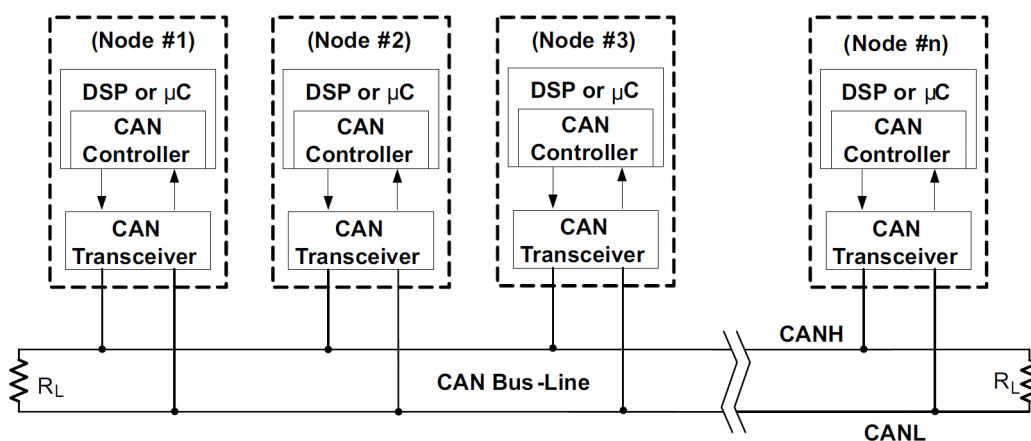 (Node #1)
DSP or µC
CAN
Controller
CAN
Transceiver
(Node #2)
DSP or µC
CAN
Controller
CAN
Transceiver
(Node #3)
DSP or µC
CAN
Controller
CAN
Transceiver
(Node #n)
DSP or µC
CAN
Controller
CAN
Transceiver
CANH
RL
CAN Bus-Line
RL
CANL